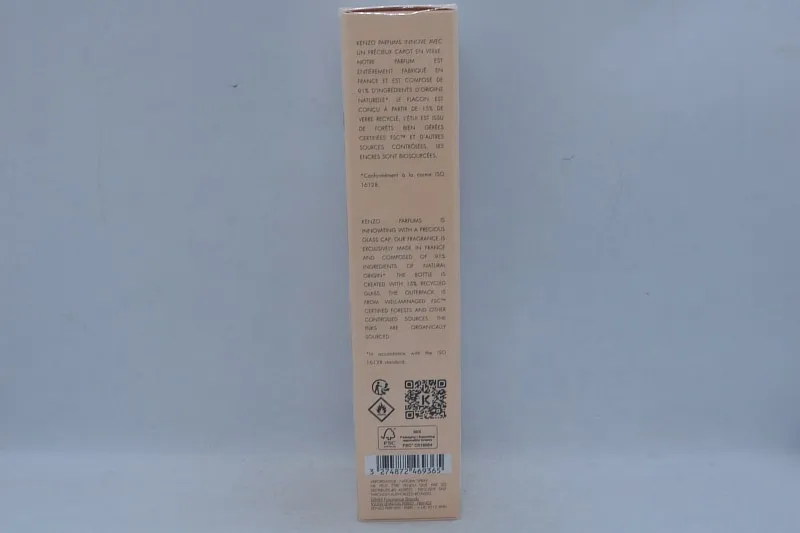 KENZO PARFUMS INNOVE AVEC
UN PRÉCIEUX CAPOT EN VERRE.
NOTRE PARFUM EST
ENTIÈREMENT FABRIQUÉ EN
FRANCE ET EST COMPOSÉ DE
91% D'INGRÉDIENTS D'ORIGINE
NATURELLE*. LE FLACON EST
CONÇU À PARTIR DE 15% DE
VERRE RECYCLÉ, L'ÉTUI EST ISSU
DE FORÊTS BIEN GÉRÉES
CERTIFIÉES FSC™ ET D'AUTRES
SOURCES CONTRÔLÉES, LES
ENCRES SONT BIOSOURCÉES.
*Conformément à la norme ISO
16128.
KENZO PARFUMS IS
INNOVATING WITH A PRECIOUS
GLASS CAP. OUR FRAGRANCE IS
EXCLUSIVELY MADE IN FRANCE
AND COMPOSED OF 91%
INGREDIENTS OF NATURAL
ORIGIN*. THE BOTTLE IS
CREATED WITH 15% RECYCLED
GLASS, THE OUTERPACK IS
FROM WELL-MANAGED FSC™
CERTIFIED FORESTS AND OTHER
CONTROLLED SOURCES. THE
INKS ARE ORGANICALLY
SOURCED.
*In accordance with the ISO
16128 standard.
K
FSC
MIX
3 274872 469365